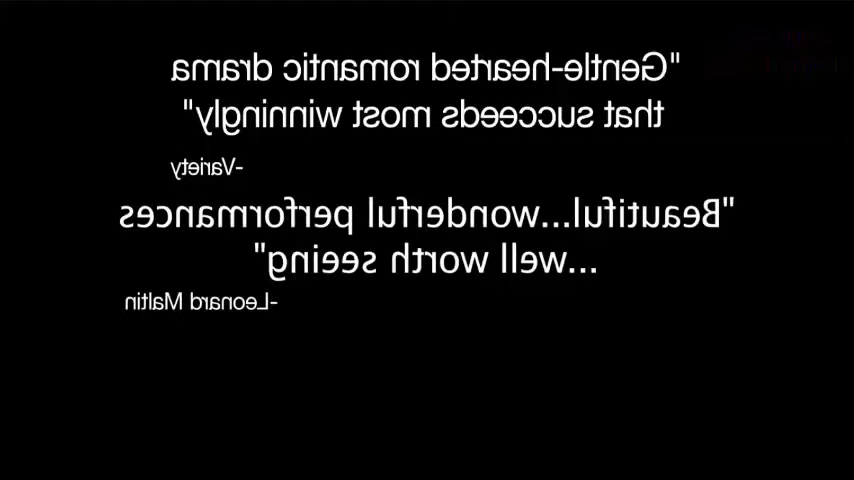 "Gentle-hearted romantic drama
that succeeds most winningly"
-Variety
"Beautiful...wonderful performances
...well worth seeing"
-Leonard Maltin